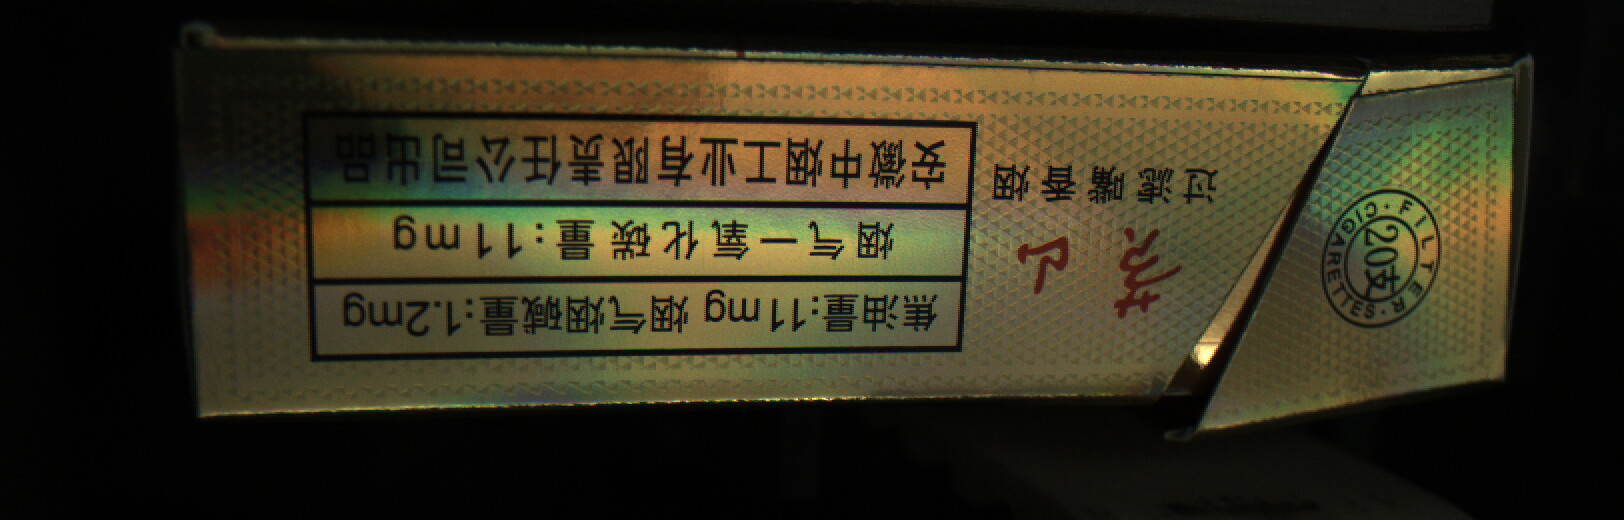 FILTER·CIGARETTES·
20支
黄山
过滤嘴香烟
焦油量:11mg 烟气烟碱量:1.2mg
烟气一氧化碳量:11mg
安徽中烟工业有限责任公司出品